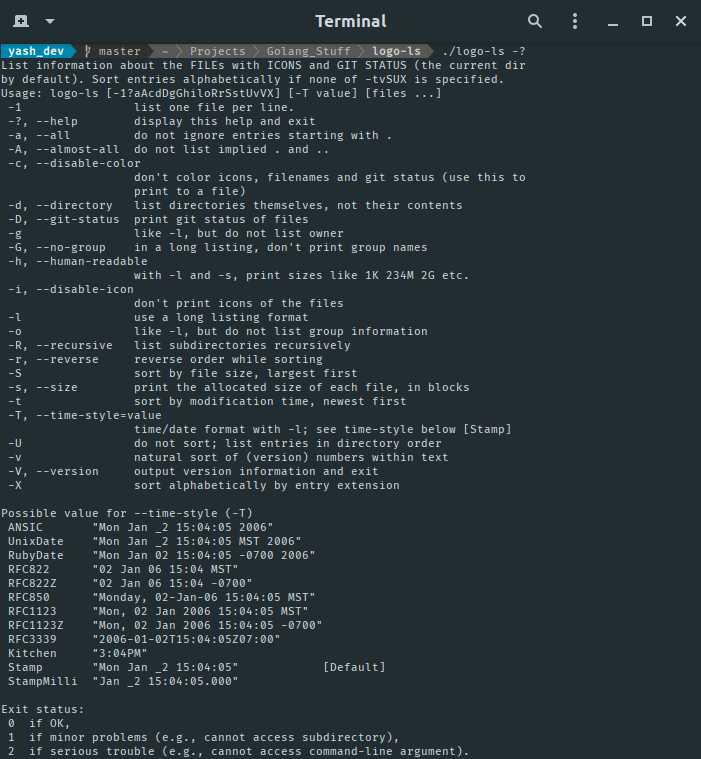 Terminal
yash_dev master ~ Projects Golang_Stuff logo-ls ./logo-ls -?
List information about the FILEs with ICONS and GIT STATUS (the current dir
by default). Sort entries alphabetically if none of -tvSUX is specified.
Usage: logo-ls [-1?aAcdDgGhiloRrSstUvVX] [-T value] [files ...]
-1 list one file per line.
-?, --help display this help and exit
-a, --all do not ignore entries starting with .
-A, --almost-all do not list implied . and ..
-c, --disable-color
don't color icons, filenames and git status (use this to
print to a file)
-d, --directory list directories themselves, not their contents
-D, --git-status print git status of files
-g like -l, but do not list owner
-G, --no-group in a long listing, don't print group names
-h, --human-readable
with -l and -s, print sizes like 1K 234M 2G etc.
-i, --disable-icon
don't print icons of the files
-l use a long listing format
-o like -l, but do not list group information
-R, --recursive list subdirectories recursively
-r, --reverse reverse order while sorting
-S sort by file size, largest first
-s, --size print the allocated size of each file, in blocks
-t sort by modification time, newest first
-T, --time-style=value
time/date format with -l; see time-style below [Stamp]
-U do not sort; list entries in directory order
-v natural sort of (version) numbers within text
-V, --version output version information and exit
-X sort alphabetically by entry extension
Possible value for --time-style (-T)
ANSIC "Mon Jan _2 15:04:05 2006"
UnixDate "Mon Jan _2 15:04:05 MST 2006"
RubyDate "Mon Jan 02 15:04:05 -0700 2006"
RFC822 "02 Jan 06 15:04 MST"
RFC822Z "02 Jan 06 15:04 -0700"
RFC850 "Monday, 02-Jan-06 15:04:05 MST"
RFC1123 "Mon, 02 Jan 2006 15:04:05 MST"
RFC1123Z "Mon, 02 Jan 2006 15:04:05 -0700"
RFC3339 "2006-01-02T15:04:05Z07:00"
Kitchen "3:04PM"
Stamp "Mon Jan _2 15:04:05" [Default]
StampMilli "Jan _2 15:04:05.000"
Exit status:
0 if OK,
1 if minor problems (e.g., cannot access subdirectory),
2 if serious trouble (e.g., cannot access command-line argument).